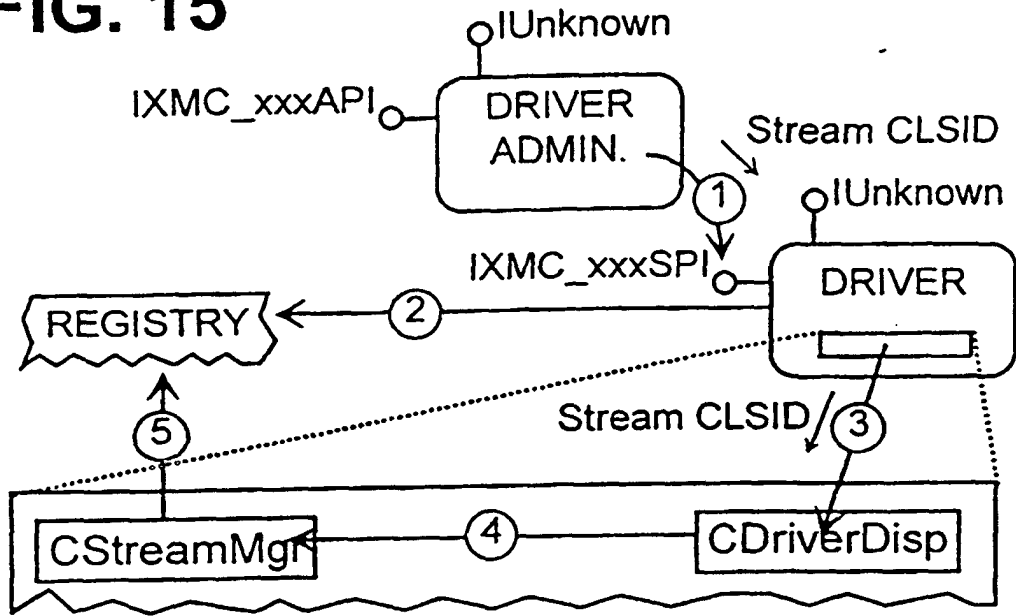 FIG. 15
IUnknown
IXMC_xxxAPI
DRIVER
ADMIN.
Stream CLSID
1
IUnknown
IXMC_xxxSPI
DRIVER
REGISTRY
2
Stream CLSID
3
5
CStreamMgr
4
CDriverDisp